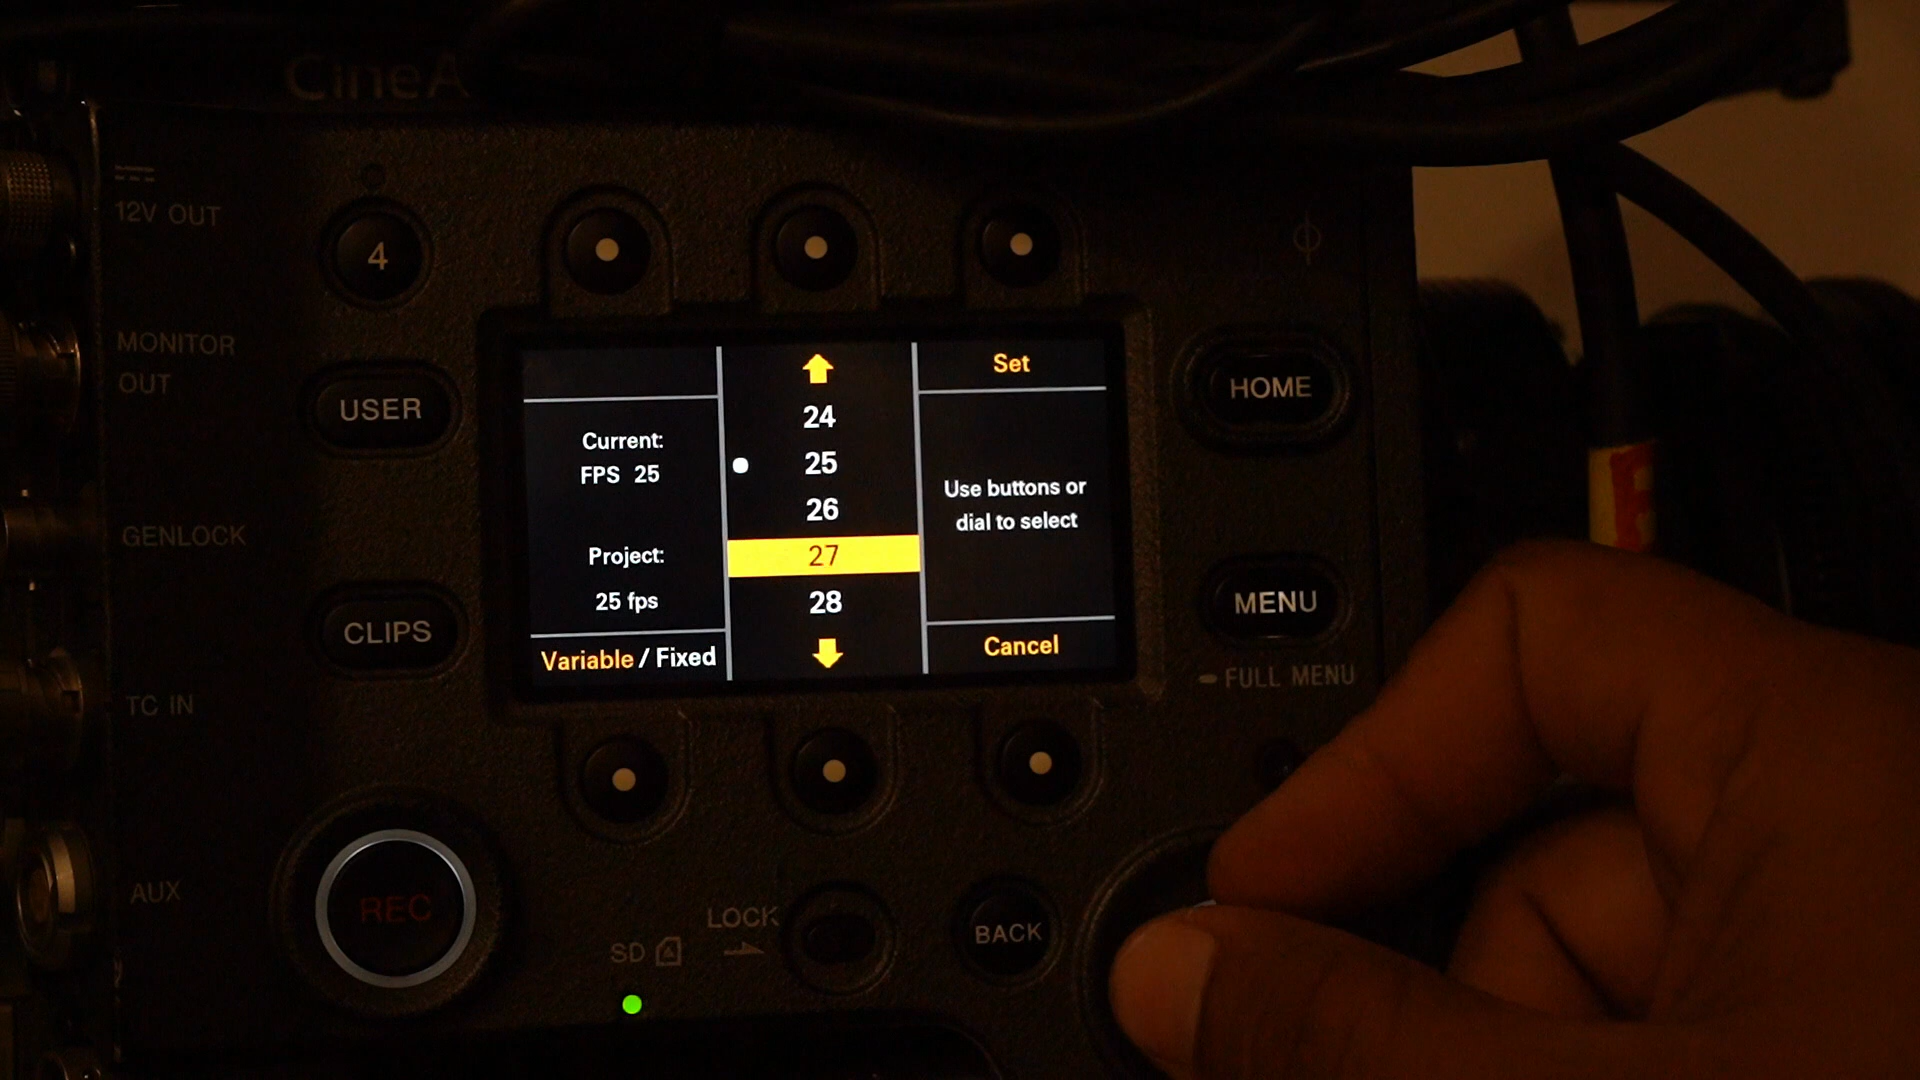 CineA
12V OUT
4
MONITOR
OUT
USER
HOME
Set
24
Current:
FPS 25
25
26
Use buttons or
dial to select
GENLOCK
Project:
27
25 fps
28
CLIPS
MENU
Variable / Fixed
Cancel
FULL MENU
TC IN
AUX
REC
LOCK
SD
BACK